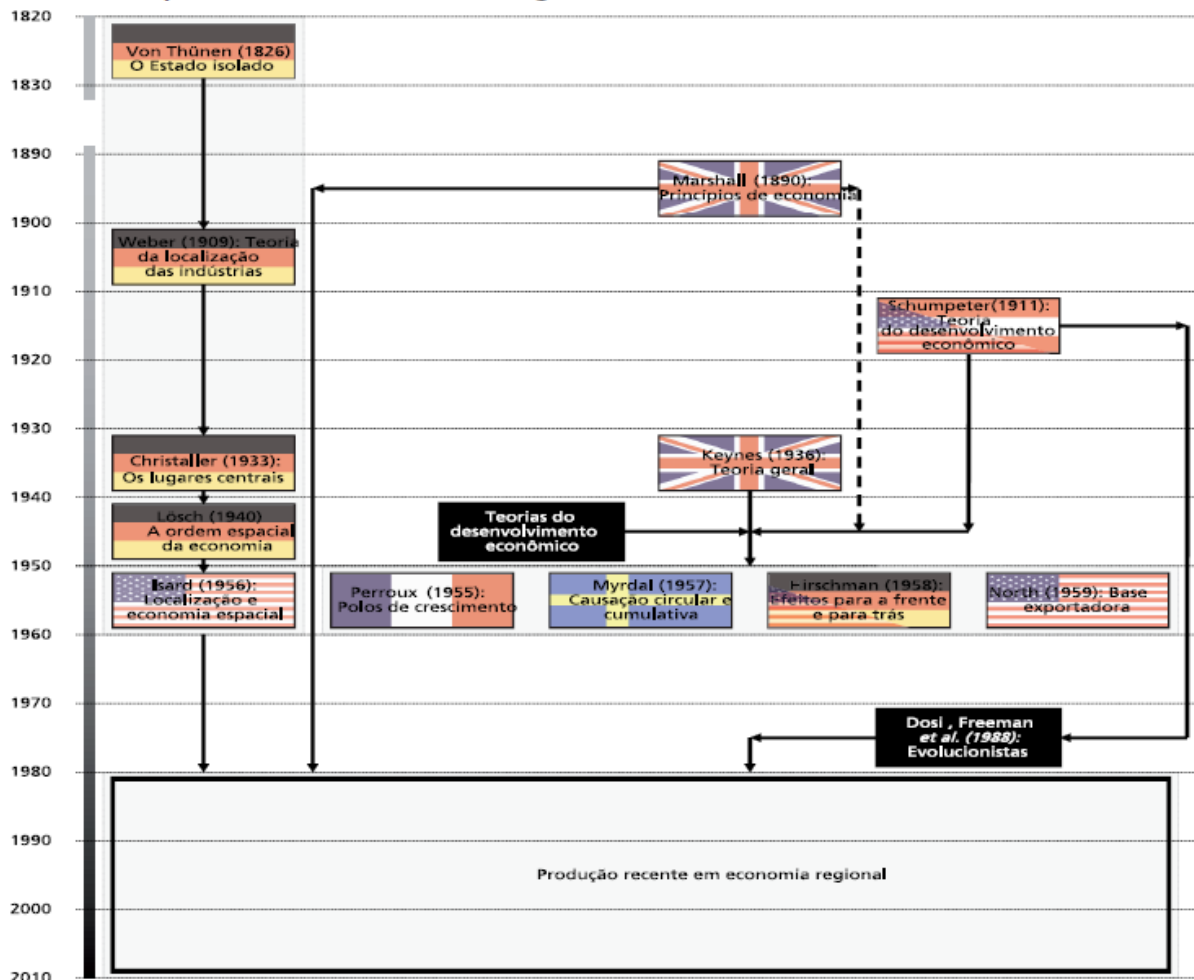 1820
Von Thünen (1826)
O Estado isolado
1830
1890
Marshall (1890):
Princípios de economia
1900
Weber (1909): Teoria
da localização
das indústrias
1910
Schumpeter(1911):
Teoria
do desenvolvimento
econômico
1920
1930
Christaller (1933):
Os lugares centrais
Keynes (1936):
Teoria geral
1940
Lösch (1940)
A ordem espacial
da economia
Teorias do
desenvolvimento
econômico
1950
Isard (1956):
Localização e
economia espacial
Perroux (1955):
Polos de crescimento
Myrdal (1957):
Causação circular e
cumulativa
Hirschman (1958):
Efeitos para a frente
e para trás
North (1959): Base
exportadora
1960
1970
Dosi , Freeman
et al. (1988):
Evolucionistas
1980
1990
Produção recente em economia regional
2000
2010